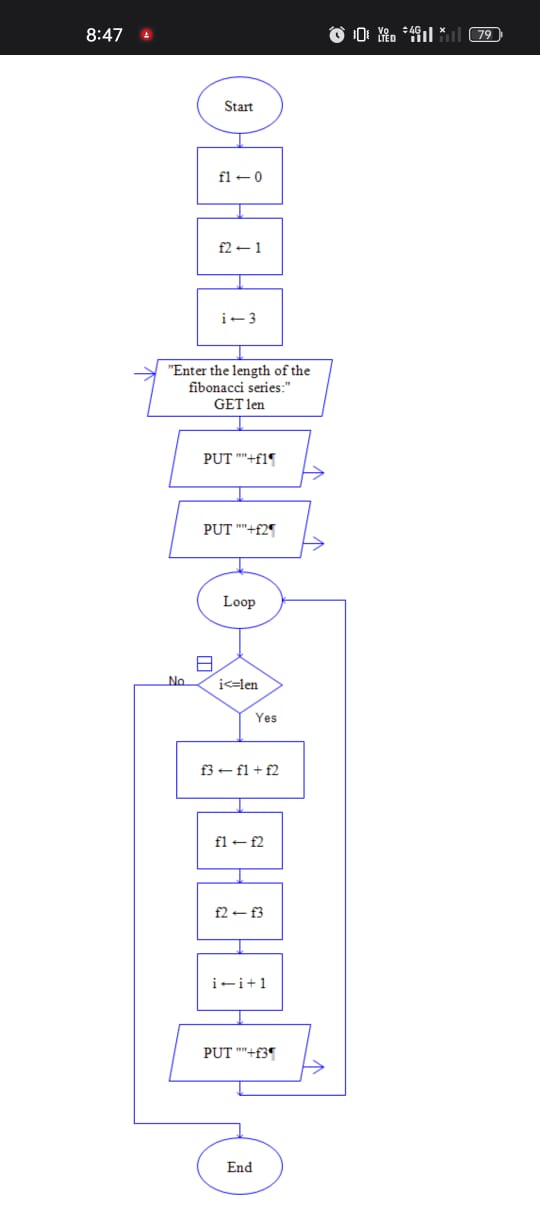 8:47
Vo 4G
LTE
79
Start
f1 ← 0
f2 ← 1
i ← 3
"Enter the length of the
fibonacci series:"
GET len
PUT ""+f1¶
PUT ""+f2¶
Loop
i<=len
No
Yes
f3 ← f1 + f2
f1 ← f2
f2 ← f3
i ← i + 1
PUT ""+f3¶
End